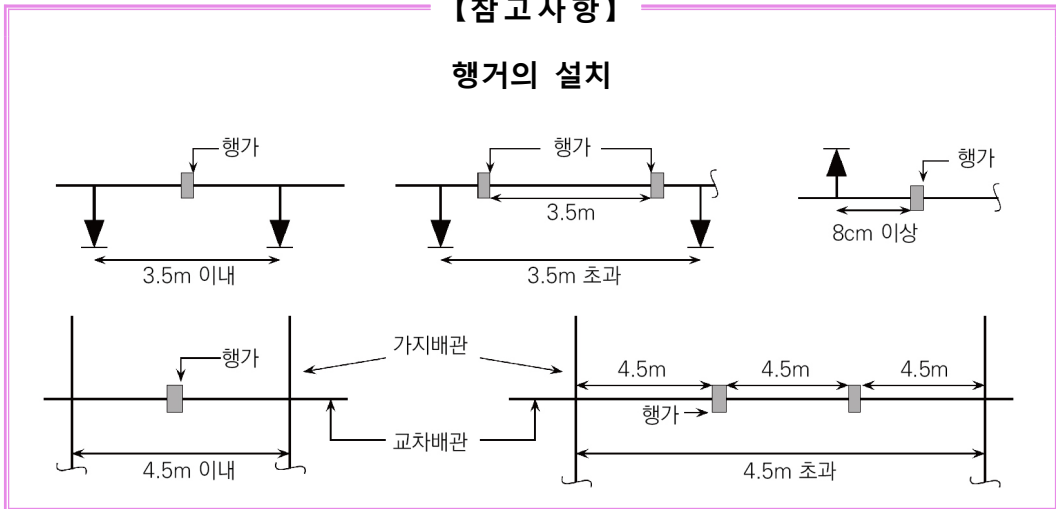 【참고사항】
행거의 설치
행가
3.5m 이내
행가
3.5m
3.5m 초과
행가
8cm 이상
행가
4.5m 이내
가지배관
교차배관
4.5m
4.5m
4.5m
행가
4.5m 초과